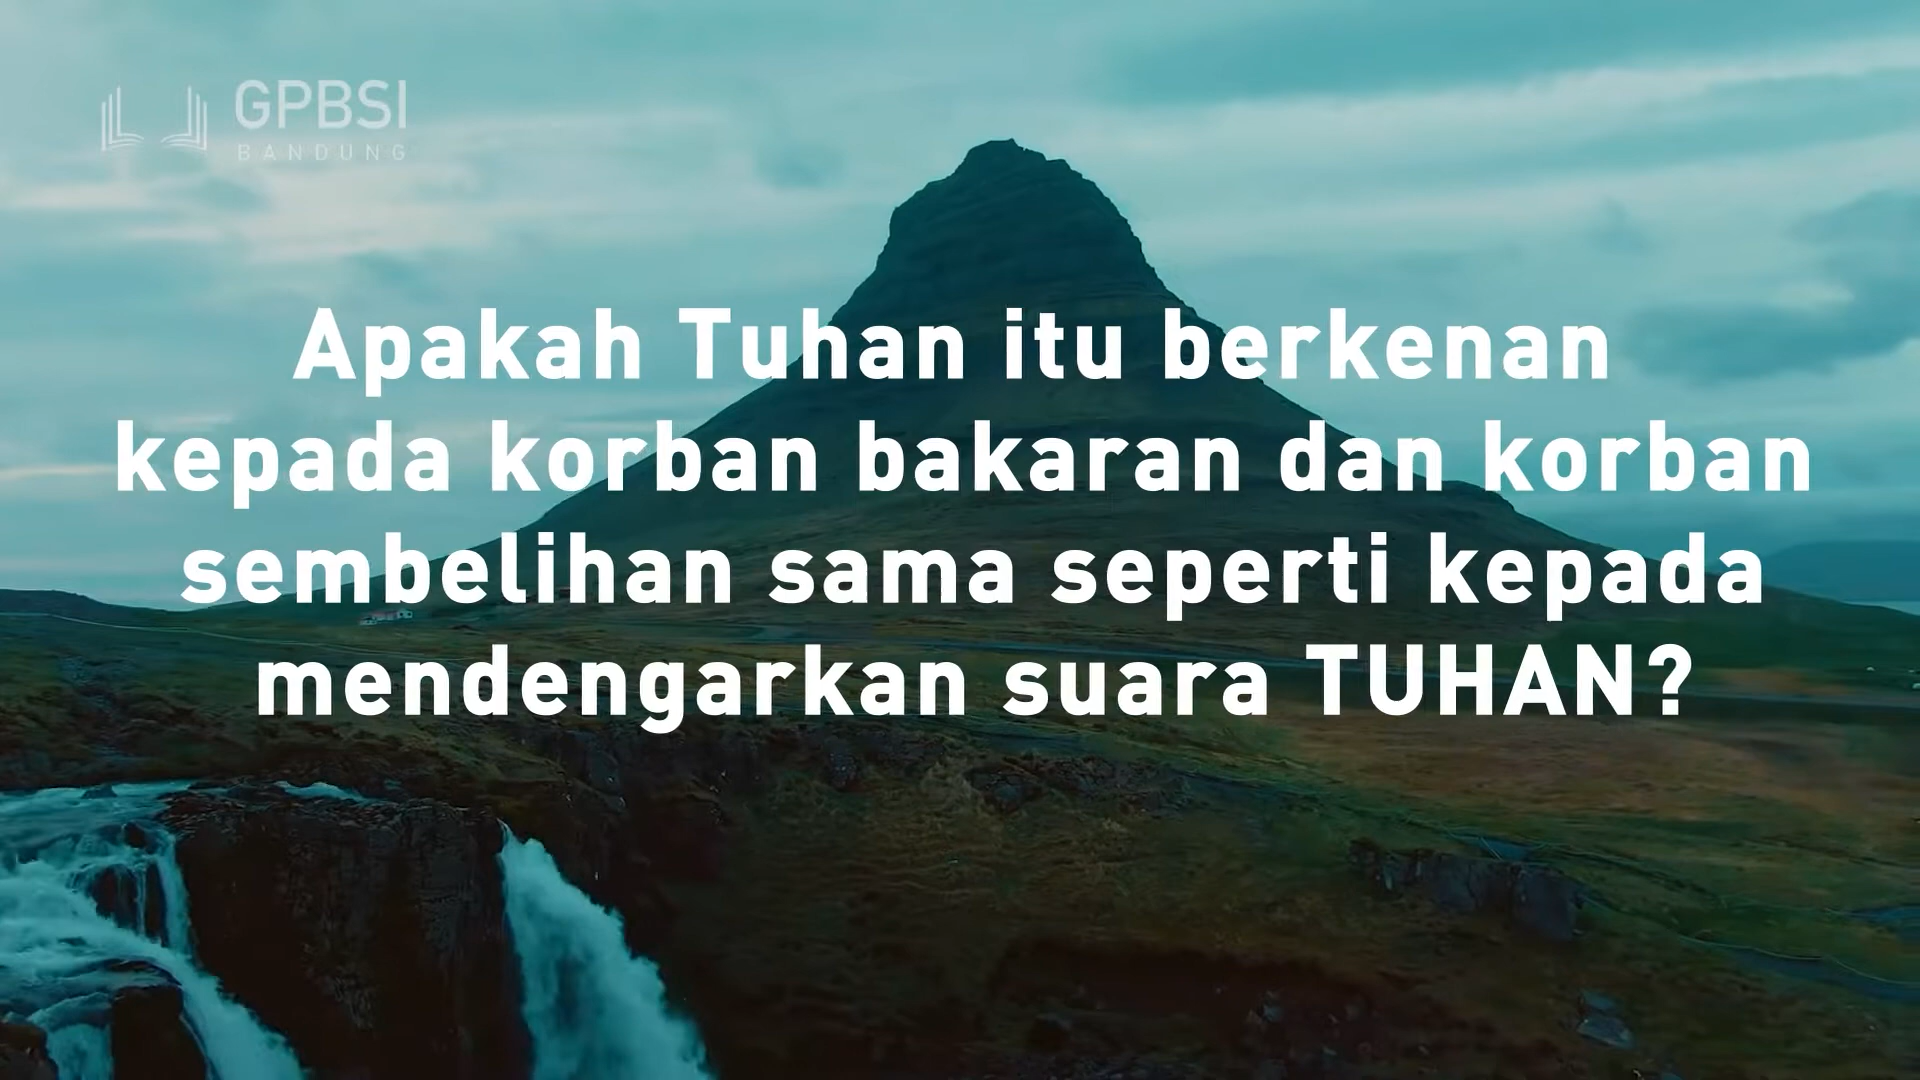 GPBSI
BANDUNG
Apakah Tuhan itu berkenan
kepada korban bakaran dan korban
sembelihan sama seperti kepada
mendengarkan suara TUHAN?